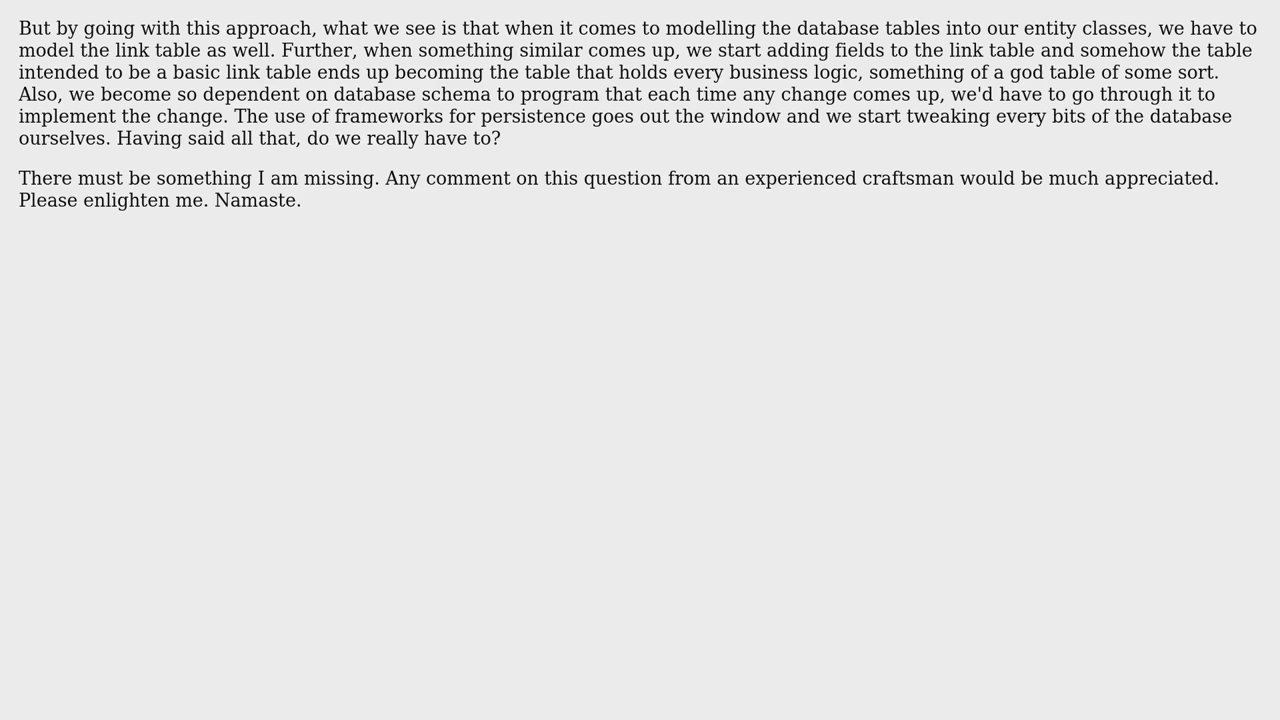 But by going with this approach, what we see is that when it comes to modelling the database tables into our entity classes, we have to
model the link table as well. Further, when something similar comes up, we start adding fields to the link table and somehow the table
intended to be a basic link table ends up becoming the table that holds every business logic, something of a god table of some sort.
Also, we become so dependent on database schema to program that each time any change comes up, we'd have to go through it to
implement the change. The use of frameworks for persistence goes out the window and we start tweaking every bits of the database
ourselves. Having said all that, do we really have to?
There must be something I am missing. Any comment on this question from an experienced craftsman would be much appreciated.
Please enlighten me. Namaste.